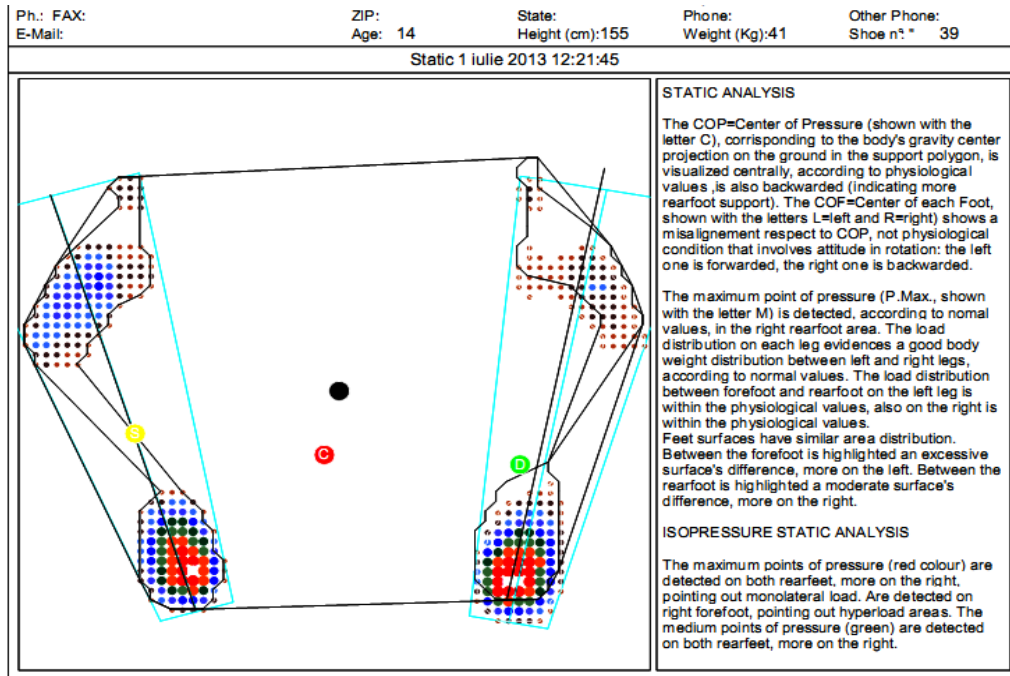 Ph.: FAX: ZIP: State: Phone: Other Phone:
E-Mail: Age: 14 Height (cm):155 Weight (Kg):41 Shoe n°: " 39
Static 1 iulie 2013 12:21:45
STATIC ANALYSIS
The COP=Center of Pressure (shown with the
letter C), corrisponding to the body's gravity center
projection on the ground in the support polygon, is
visualized centrally, according to physiological
values ,is also backwarded (indicating more
rearfoot support). The COF=Center of each Foot,
shown with the letters L=left and R=right) shows a
misalignement respect to COP, not physiological
condition that involves attitude in rotation: the left
one is forwarded, the right one is backwarded.
The maximum point of pressure (P.Max., shown
with the letter M) is detected, according to nomal
values, in the right rearfoot area. The load
distribution on each leg evidences a good body
weight distribution between left and right legs,
according to normal values. The load distribution
between forefoot and rearfoot on the left leg is
within the physiological values, also on the right is
within the physiological values.
Feet surfaces have similar area distribution.
Between the forefoot is highlighted an excessive
surface's difference, more on the left. Between the
rearfoot is highlighted a moderate surface's
difference, more on the right.
ISOPRESSURE STATIC ANALYSIS
The maximum points of pressure (red colour) are
detected on both rearfeet, more on the right,
pointing out monolateral load. Are detected on
right forefoot, pointing out hyperload areas. The
medium points of pressure (green) are detected
on both rearfeet, more on the right.
S
C
D